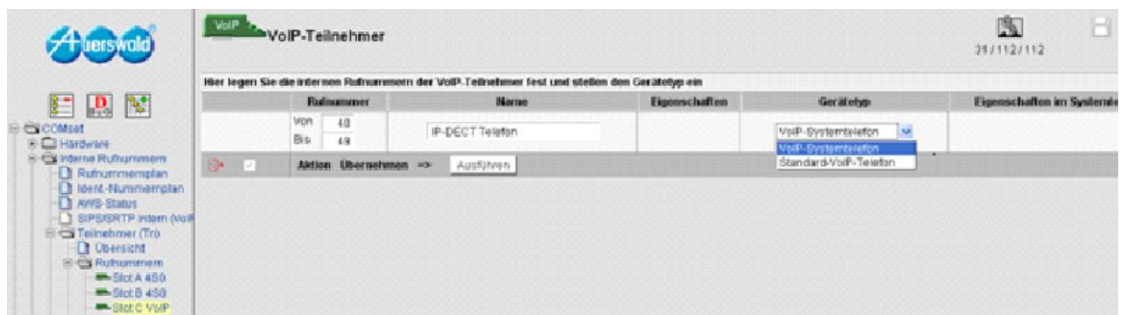 Auerswald
VoIP
VoIP-Teilnehmer
31/112/112
Hier legen Sie die internen Rufnummern der VoIP-Teilnehmer fest und stellen den Gerätetyp ein
Rufnummer Name Eigenschaften Gerätetyp Eigenschaften im Systemte
Von 40
Bis 49
IP-DECT Telefon
VoIP-Systemtelefon
VoIP-Systemtelefon
Standard-VoIP-Telefon
Aktion Übernehmen => Ausführen
COMset
Hardware
Interne Rufnummern
Rufnummernplan
Ident.-Nummernplan
AWS-Status
SIPS/SRTP intern (VoIP
Teilnehmer (Tn)
Übersicht
Rufnummern
Slot A 4S0
Slot B 4S0
Slot C VoIP